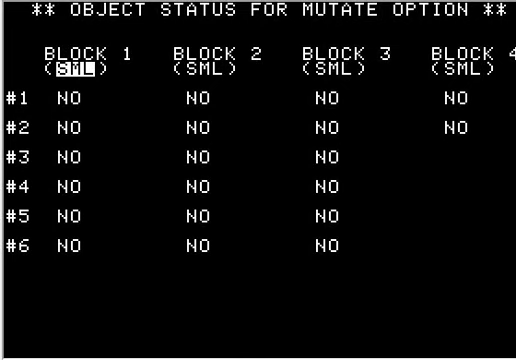 ** OBJECT STATUS FOR MUTATE OPTION **
BLOCK 1 BLOCK 2 BLOCK 3 BLOCK 4
(SML) (SML) (SML) (SML)
#1 NO NO NO NO
#2 NO NO NO NO
#3 NO NO NO
#4 NO NO NO
#5 NO NO NO
#6 NO NO NO